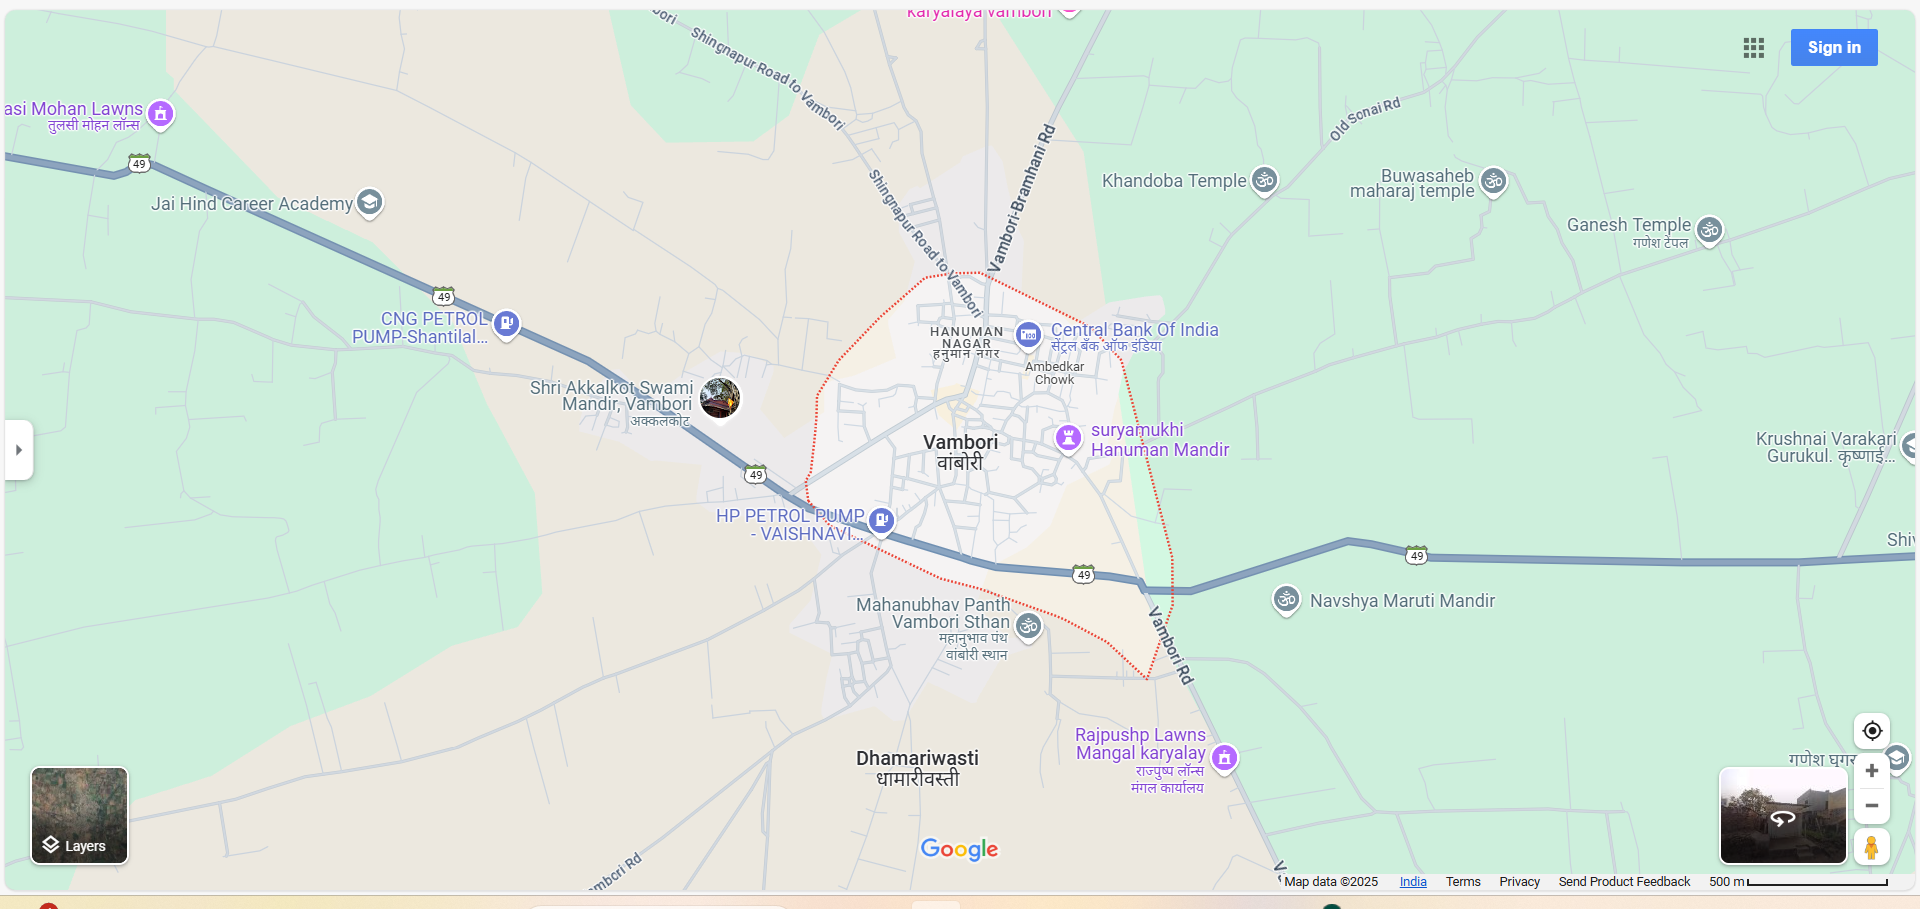 karyalaya vambori
Sign in
Shingnapur Road to Vambori
asi Mohan Lawns
तुलसी मोहन लॉन्स
49
Old Sonai Rd
Vambori-Bramhani Rd
Khandoba Temple
Buwasaheb
maharaj temple
Jai Hind Career Academy
Shingnapur Road to Vambori
Ganesh Temple
गणेश टेंपल
49
CNG PETROL
PUMP-Shantilal...
HANUMAN
NAGAR
हनुमान नगर
Central Bank Of India
सेंट्रल बँक ऑफ इंडिया
Ambedkar
Chowk
Shri Akkalkot Swami
Mandir, Vambori
अक्कलकोट
Vambori
वांबोरी
suryamukhi
Hanuman Mandir
Krushnai Varakari
Gurukul. कृष्णाई...
49
HP PETROL PUMP
- VAISHNAVI...
49
49
Shiv
Mahanubhav Panth
Vambori Sthan
महानुभाव पंथ
वांबोरी स्थान
Navshya Maruti Mandir
Vambori Rd
Rajpushp Lawns
Mangal karyalay
राजपुष्प लॉन्स
मंगल कार्यालय
Dhamariwasti
धामारीवस्ती
गणेश घुगर
Layers
Google
ambori Rd
Map data ©2025
India
Terms
Privacy
Send Product Feedback
500 m